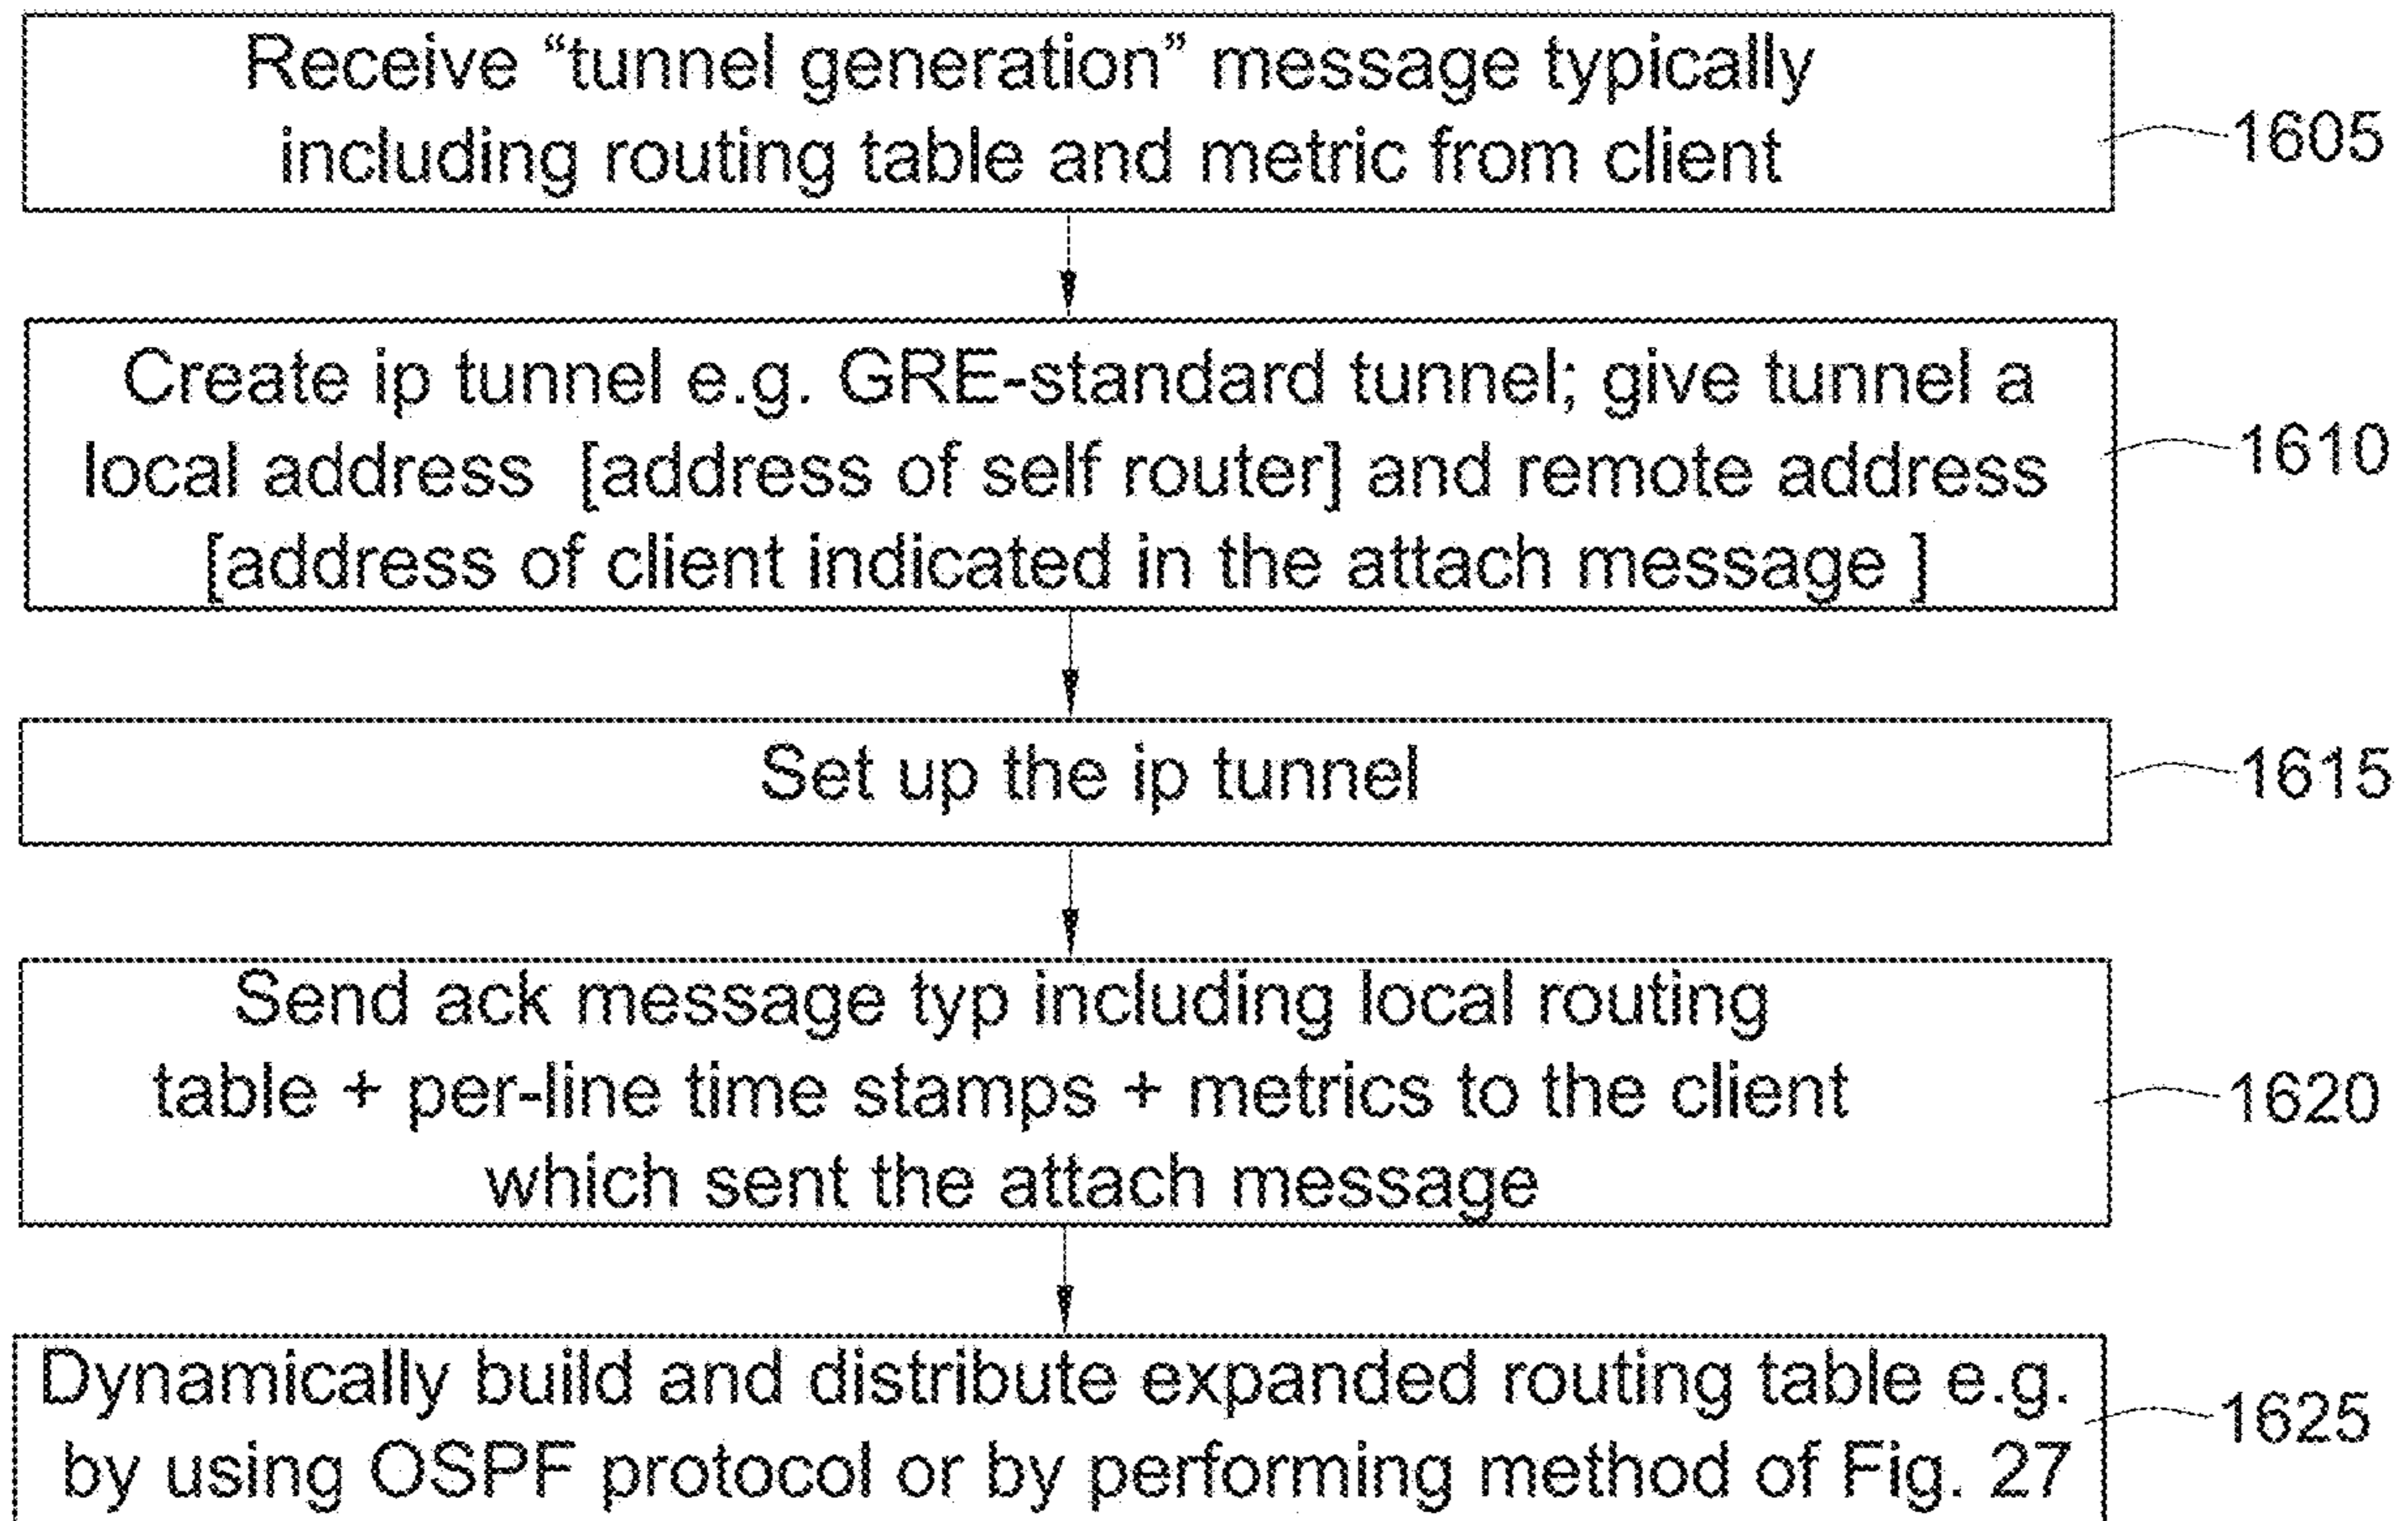 Receive “tunnel generation” message typically
including routing table and metric from client
1605
Create ip tunnel e.g. GRE-standard tunnel; give tunnel a
local address [address of self router] and remote address
[address of client indicated in the attach message ]
1610
Set up the ip tunnel
1615
Send ack message typ including local routing
table + per-line time stamps + metrics to the client
which sent the attach message
1620
Dynamically build and distribute expanded routing table e.g.
by using OSPF protocol or by performing method of Fig. 27
1625